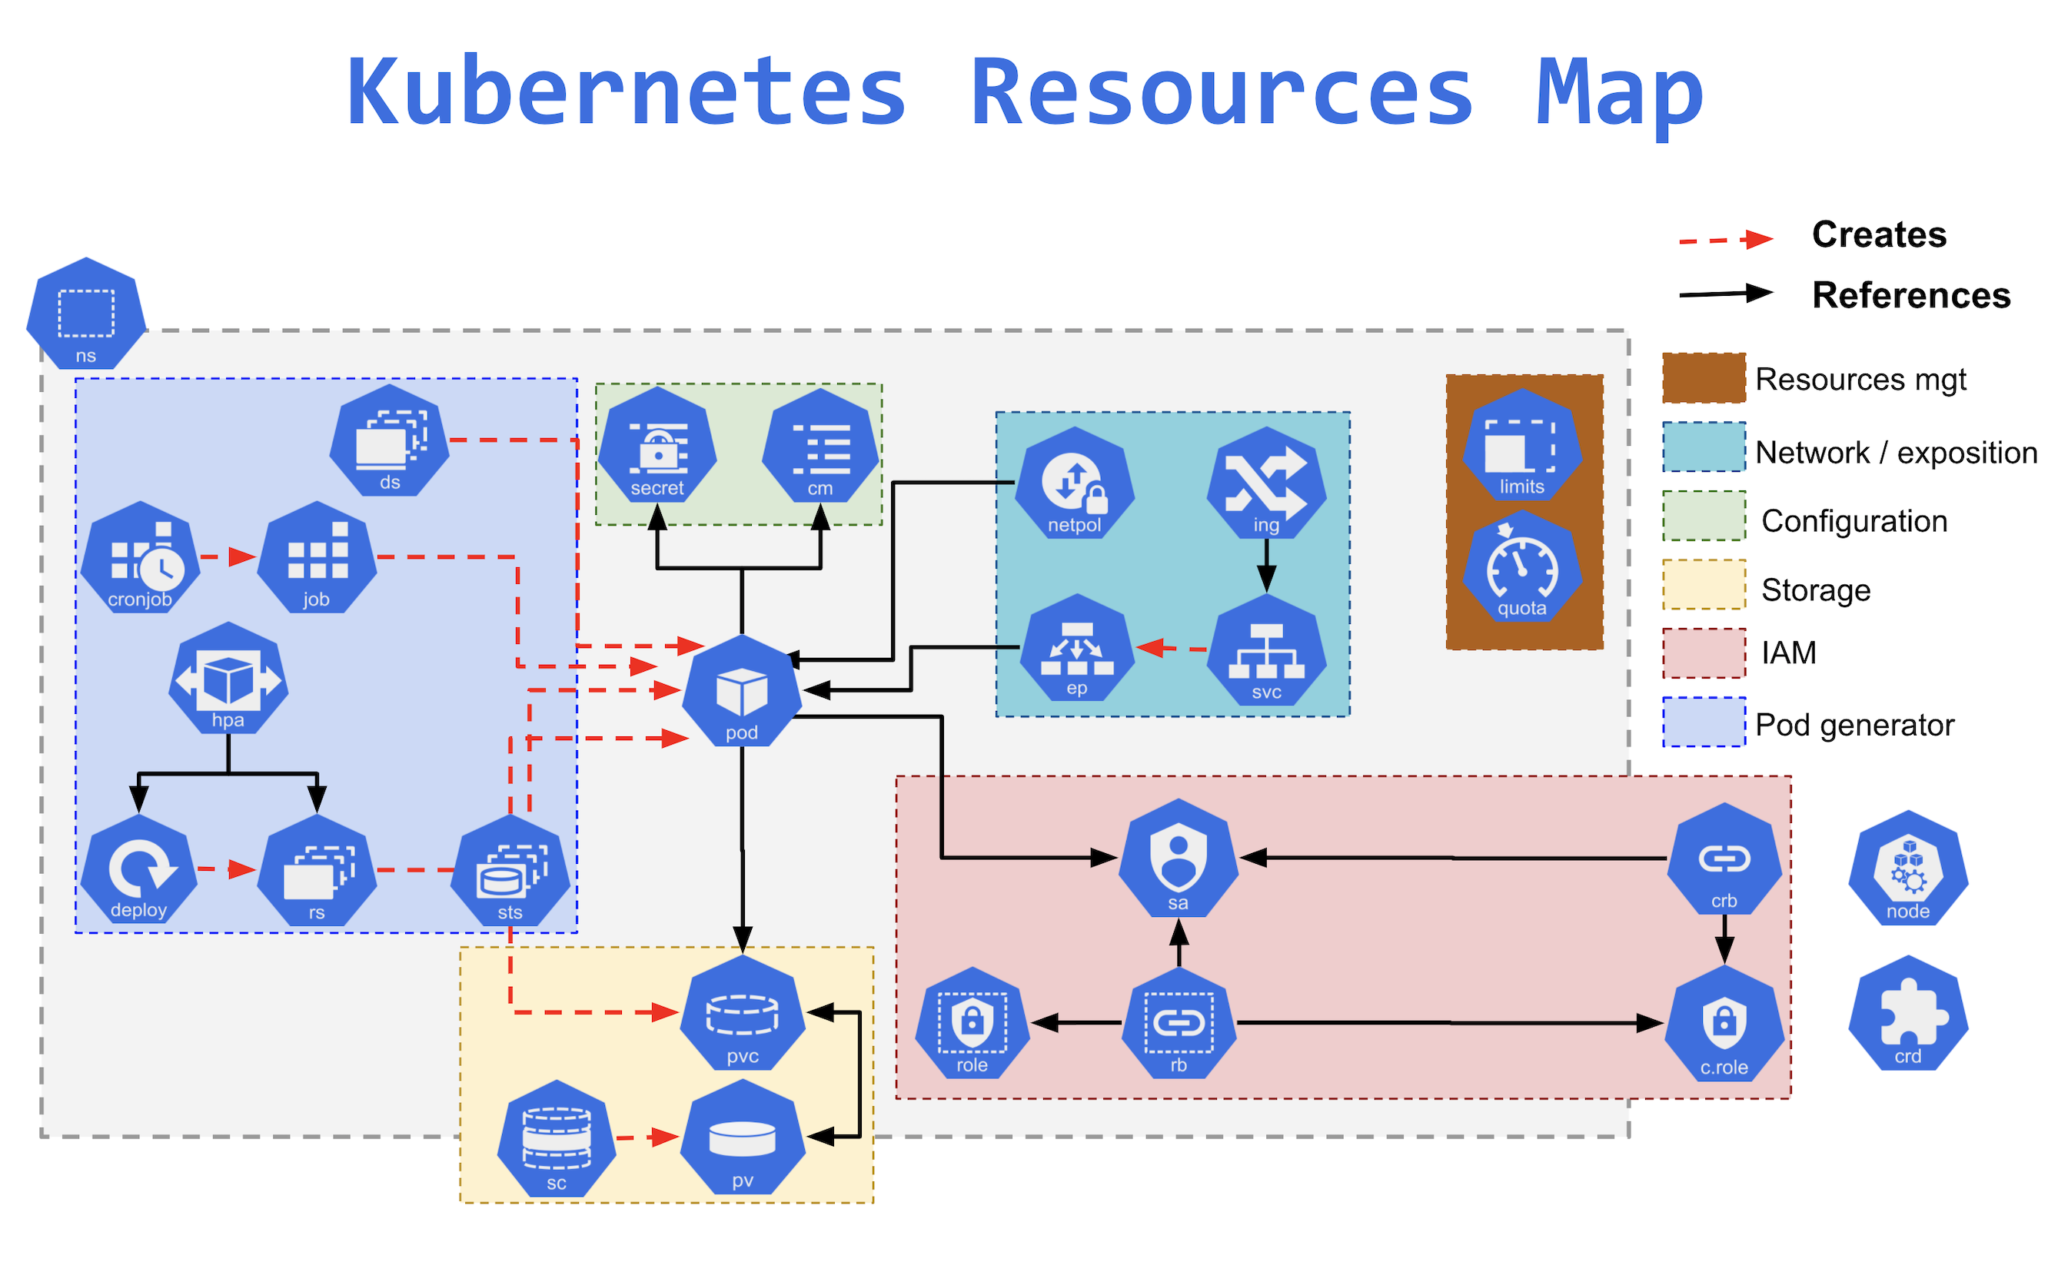 Kubernetes Resources Map
Creates
References
Resources mgt
Network / exposition
Configuration
Storage
IAM
Pod generator
ns
ds
cronjob
job
hpa
deploy
rs
sts
secret
cm
pod
netpol
ing
ep
svc
limits
quota
pvc
sc
pv
sa
crb
role
rb
c.role
node
crd